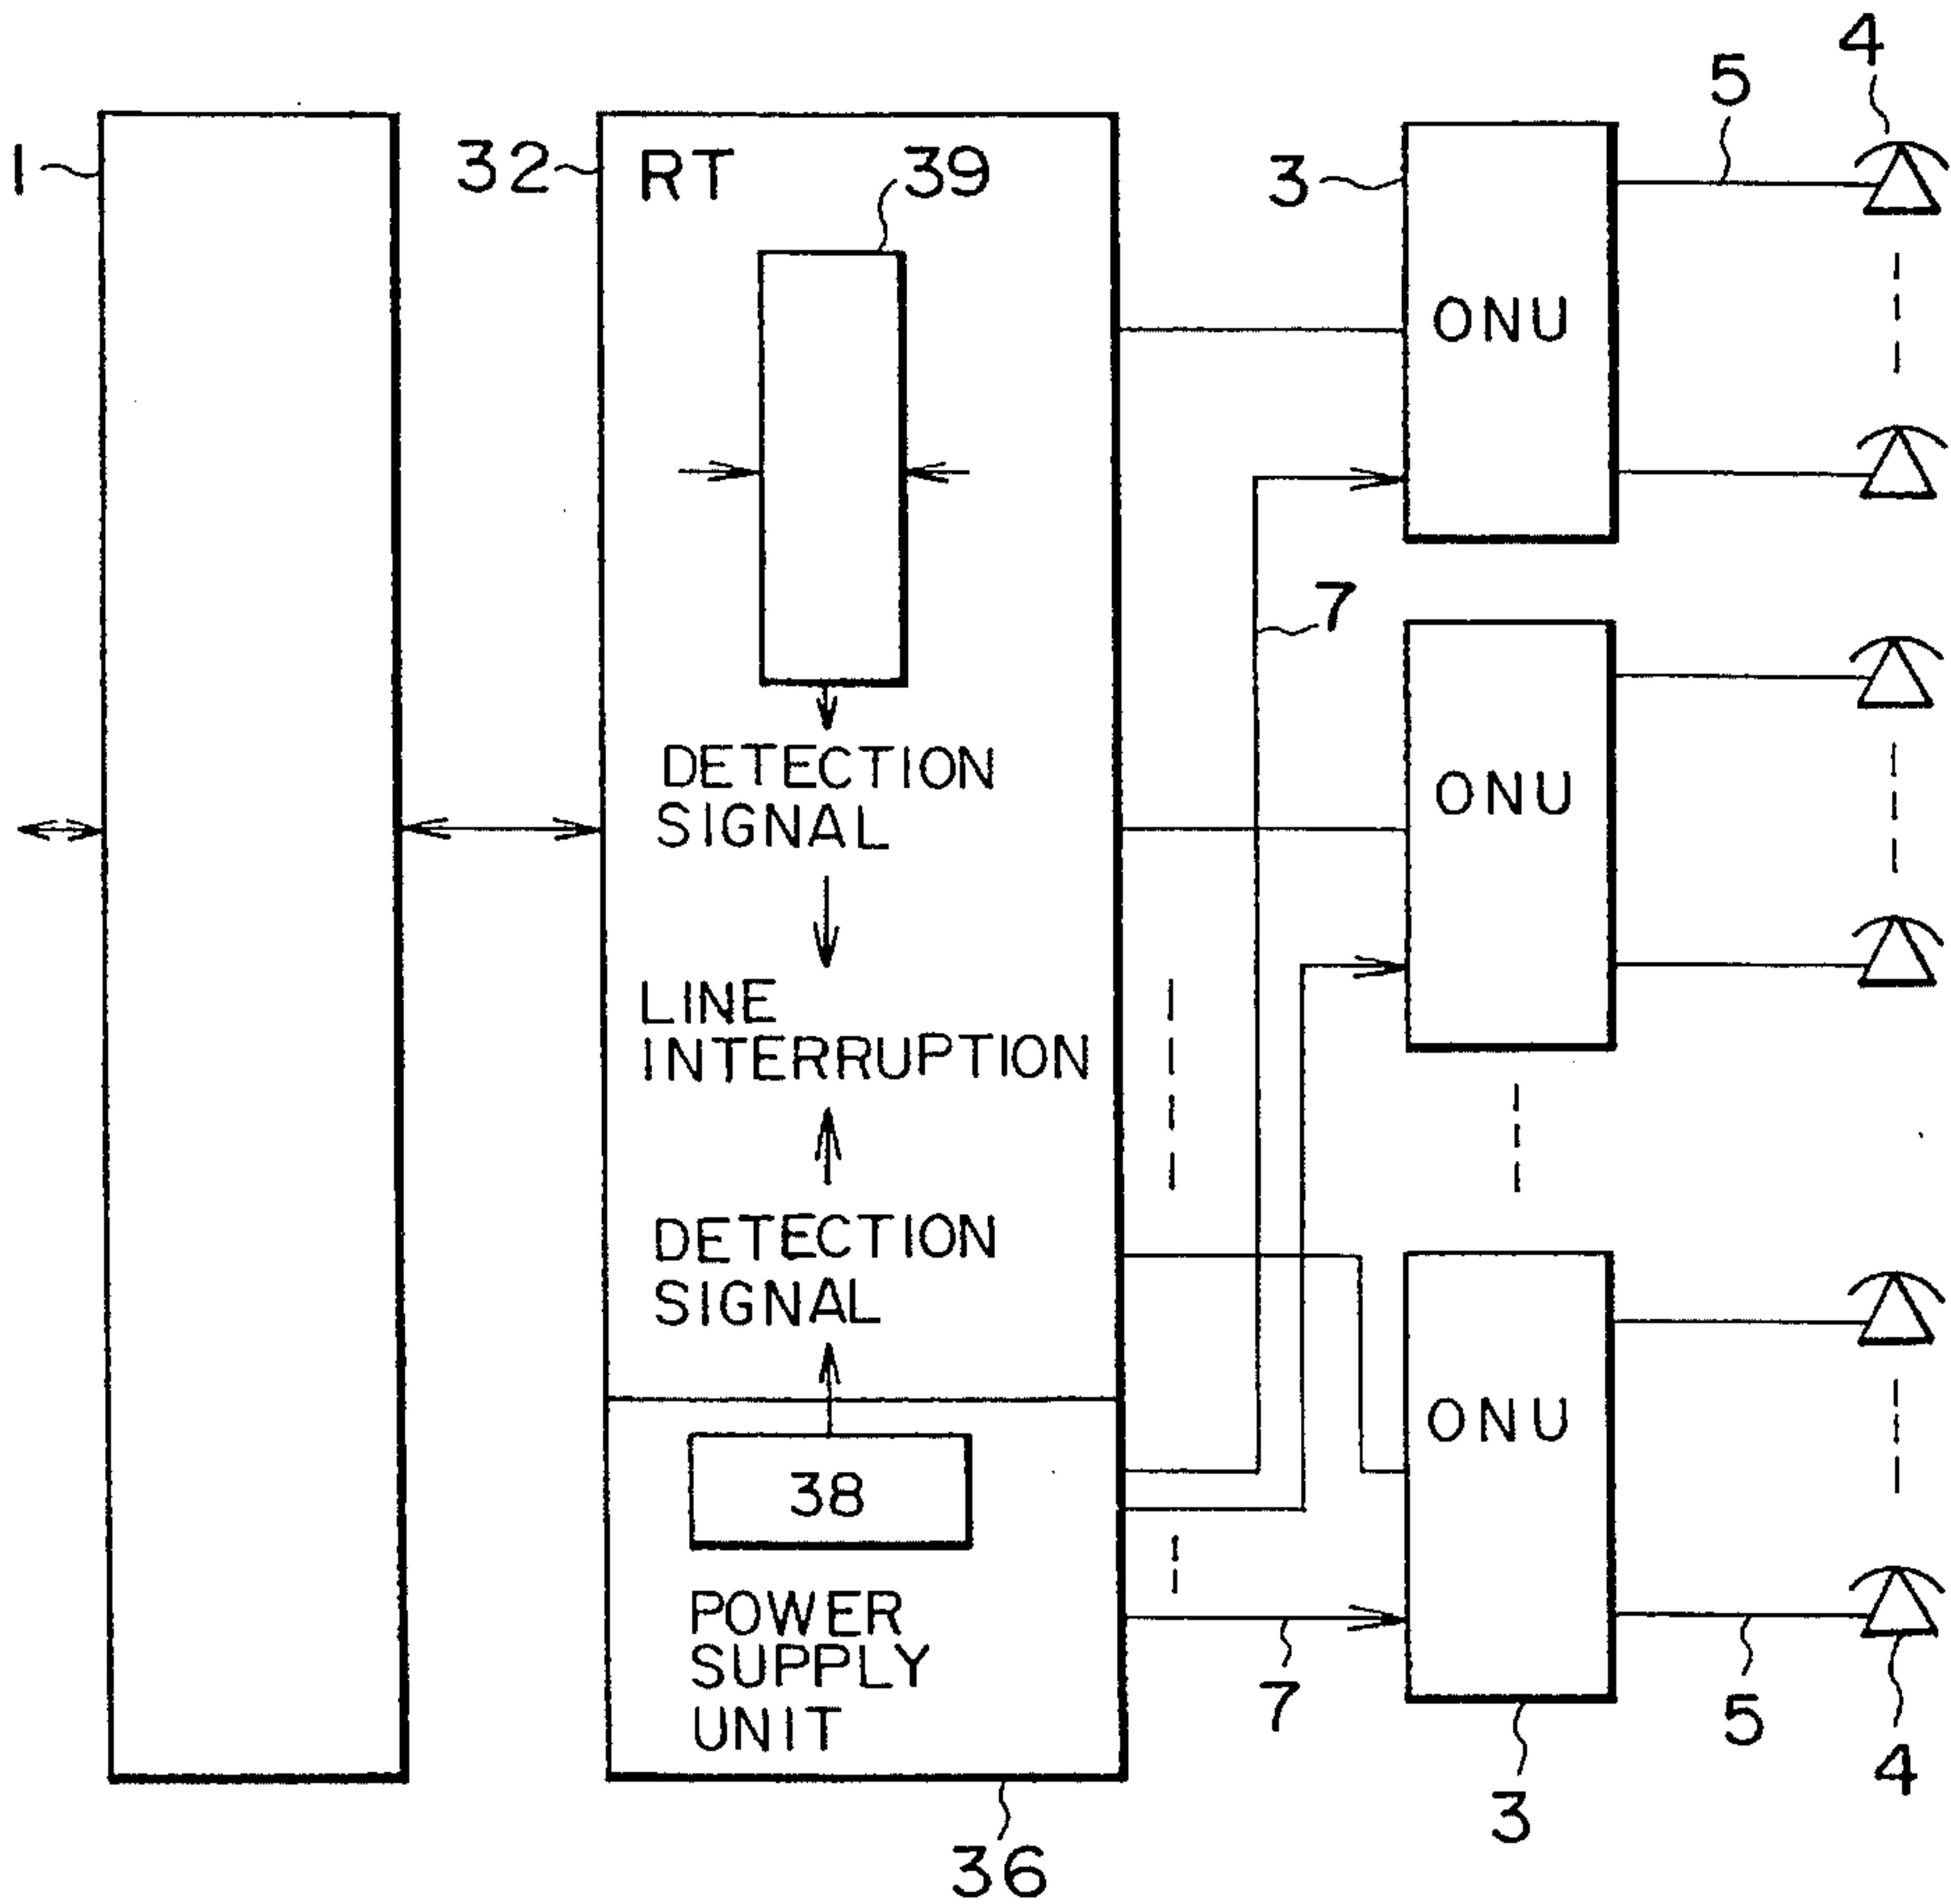 4
5
1
32
RT
39
3
ONU
7
DETECTION
SIGNAL
ONU
LINE
INTERRUPTION
DETECTION
SIGNAL
ONU
38
POWER
SUPPLY
UNIT
7
5
4
3
36